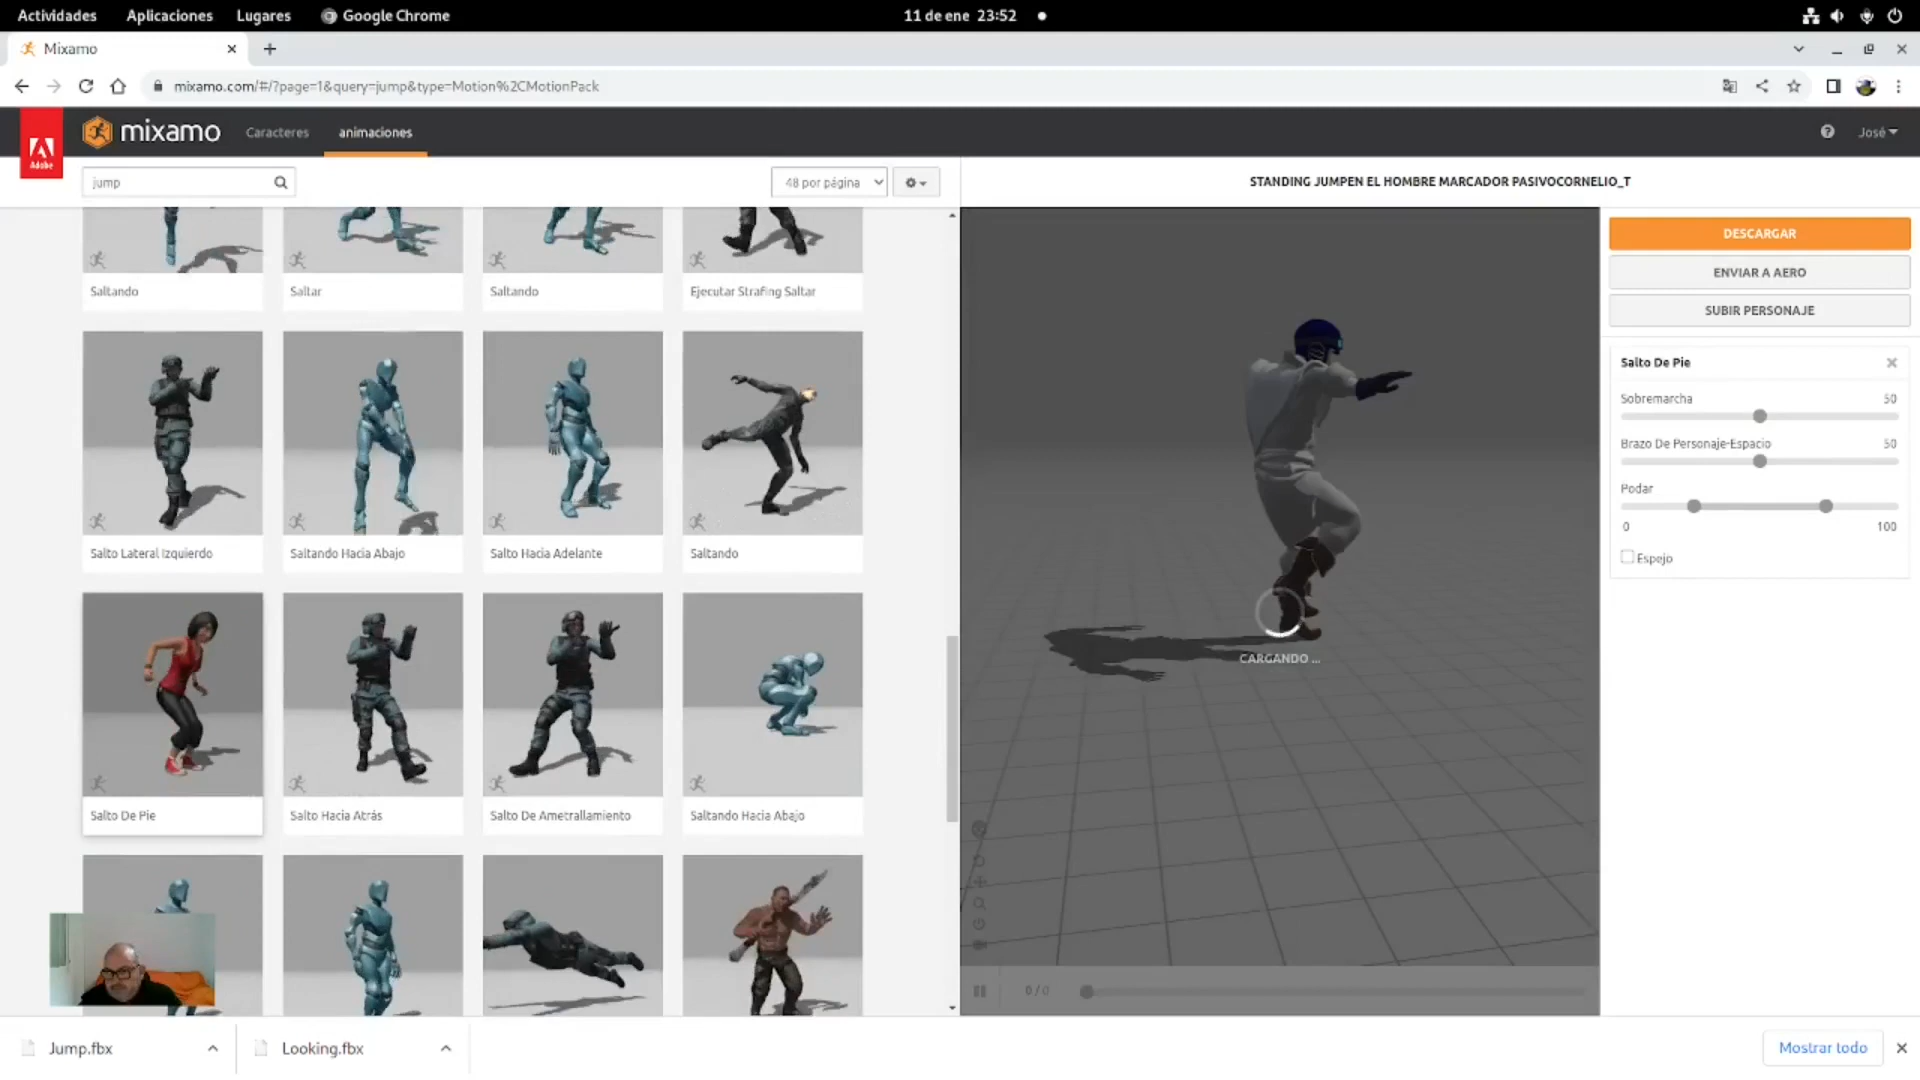 Actividades Aplicaciones Lugares Google Chrome 11 de ene 23:52
Mixamo
mixamo.com/#/?page=1&query=jump&type=Motion%2CMotionPack
Adobe mixamo Caracteres animaciones José
jump 48 por página STANDING JUMPEN EL HOMBRE MARCADOR PASIVOCORNELIO_T
DESCARGAR
ENVIAR A AERO
SUBIR PERSONAJE
Saltando Saltar Saltando Ejecutar Strafing Saltar
Salto De Pie
Sobremarcha 50
Brazo De Personaje-Espacio 50
Podar
0 100
Espejo
Salto Lateral Izquierdo Saltando Hacia Abajo Salto Hacia Adelante Saltando
CARGANDO ...
Salto De Pie Salto Hacia Atrás Salto De Ametrallamiento Saltando Hacia Abajo
0 / 0
Jump.fbx Looking.fbx Mostrar todo